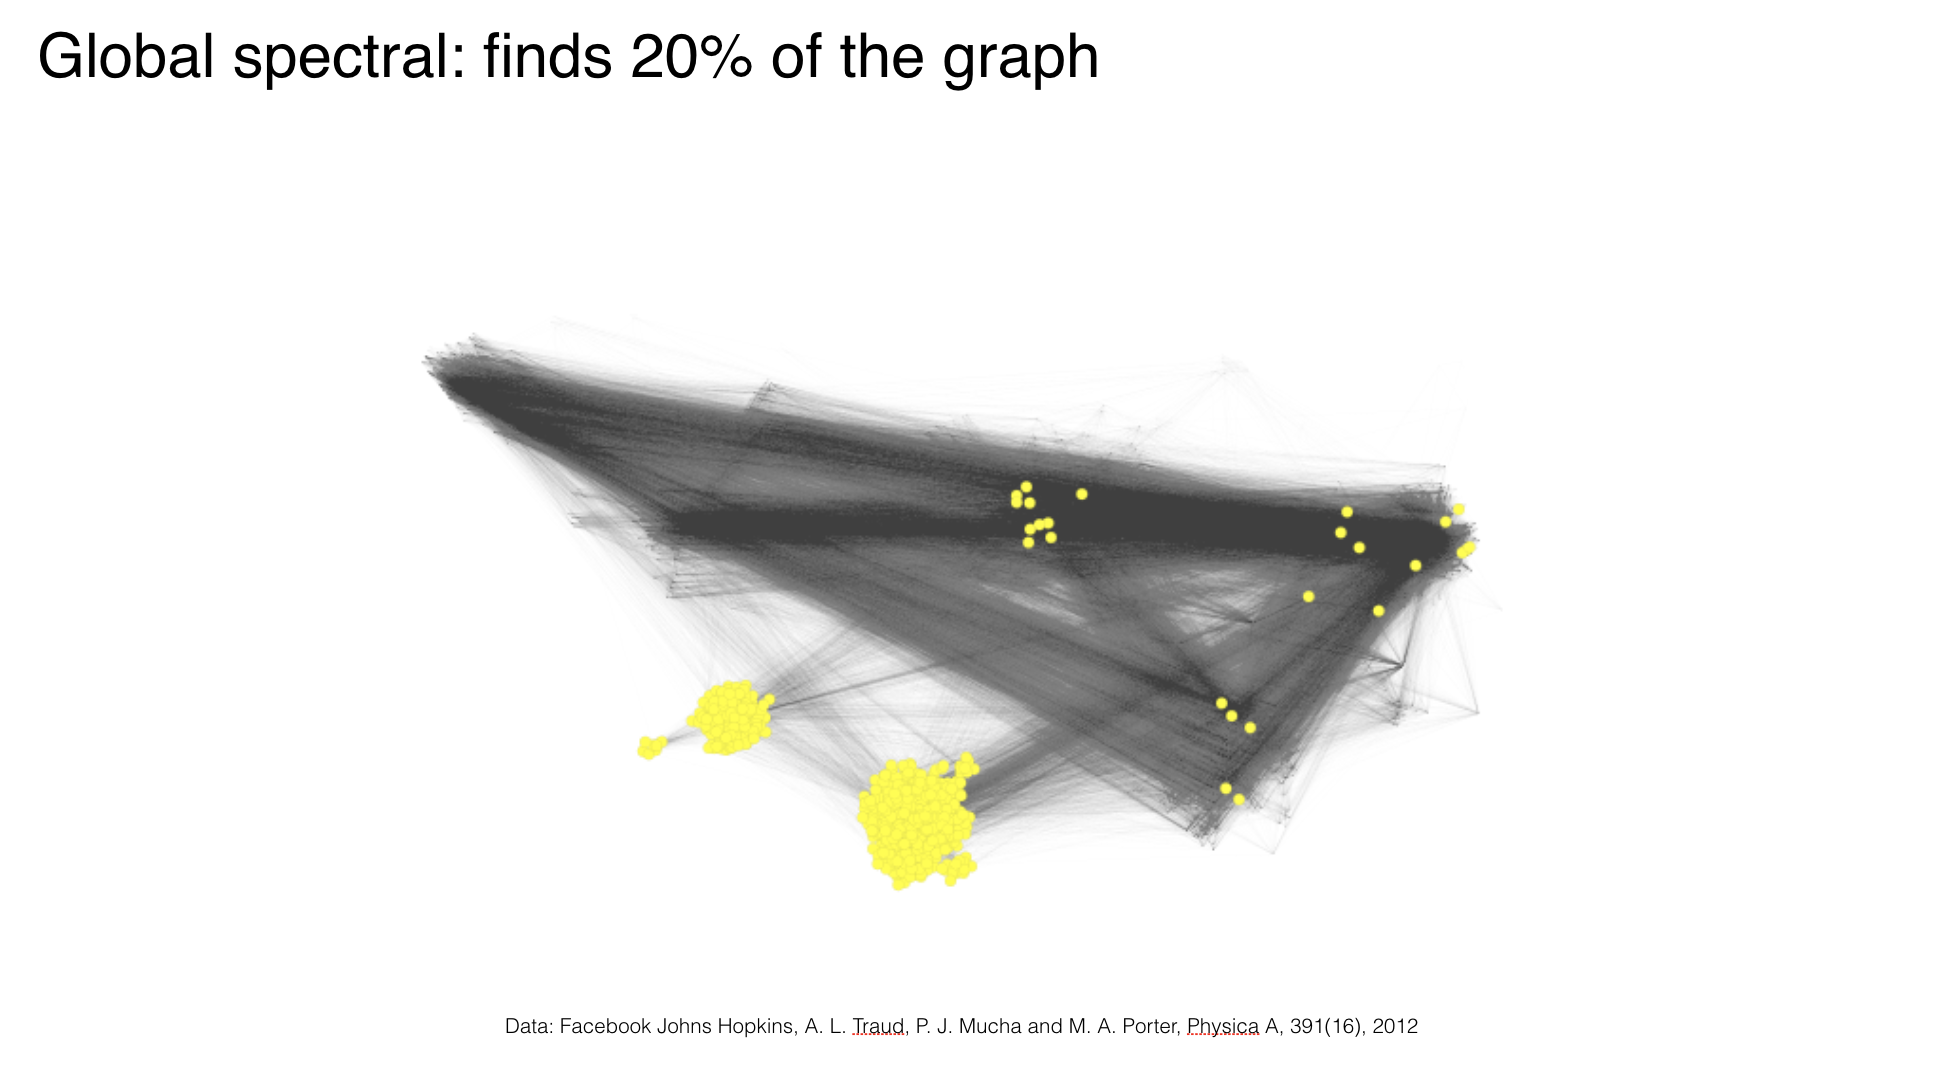 Global spectral: finds 20% of the graph
Data: Facebook Johns Hopkins, A. L. Traud, P. J. Mucha and M. A. Porter, Physica A, 391(16), 2012